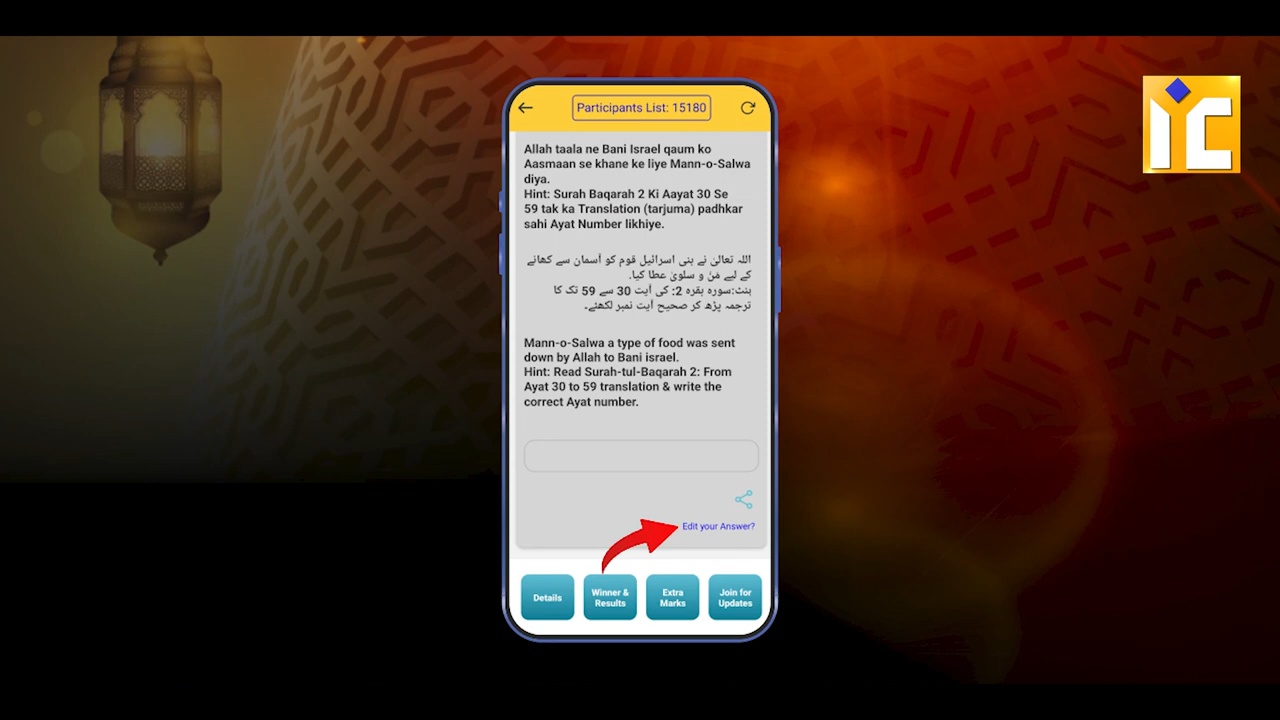 Participants List: 15180
Allah taala ne Bani Israel qaum ko
Aasmaan se khane ke liye Mann-o-Salwa
diya.
Hint: Surah Baqarah 2 Ki Aayat 30 Se
59 tak ka Translation (tarjuma) padhkar
sahi Ayat Number likhiye.
اللہ تعالیٰ نے بنی اسرائیل قوم کو آسمان سے کھانے
کے لیے مَنّ و سلویٰ عطا کیا۔
ہنٹ:سورہ بقرہ 2: کی آیت 30 سے 59 تک کا
ترجمہ پڑھ کر صحیح آیت نمبر لکھئے۔
Mann-o-Salwa a type of food was sent
down by Allah to Bani israel.
Hint: Read Surah-tul-Baqarah 2: From
Ayat 30 to 59 translation & write the
correct Ayat number.
Edit your Answer?
Details
Winner &
Results
Extra
Marks
Join for
Updates
iC